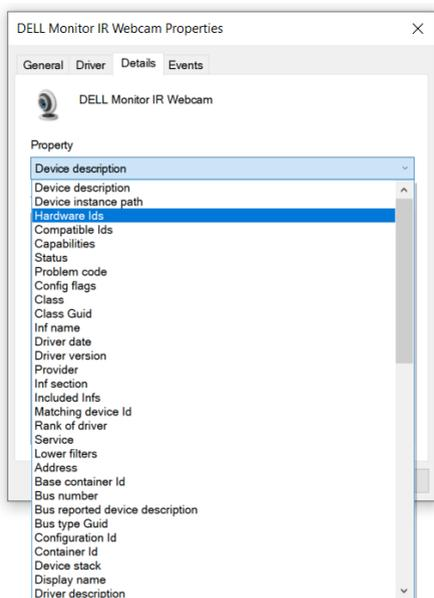 DELL Monitor IR Webcam Properties
General Driver Details Events
DELL Monitor IR Webcam
Property
Device description
Device description
Device instance path
Hardware Ids
Compatible Ids
Capabilities
Status
Problem code
Config flags
Class
Class Guid
Inf name
Driver date
Driver version
Provider
Inf section
Included Infs
Matching device Id
Rank of driver
Service
Lower filters
Address
Base container Id
Bus number
Bus reported device description
Bus type Guid
Configuration Id
Container Id
Device stack
Display name
Driver description